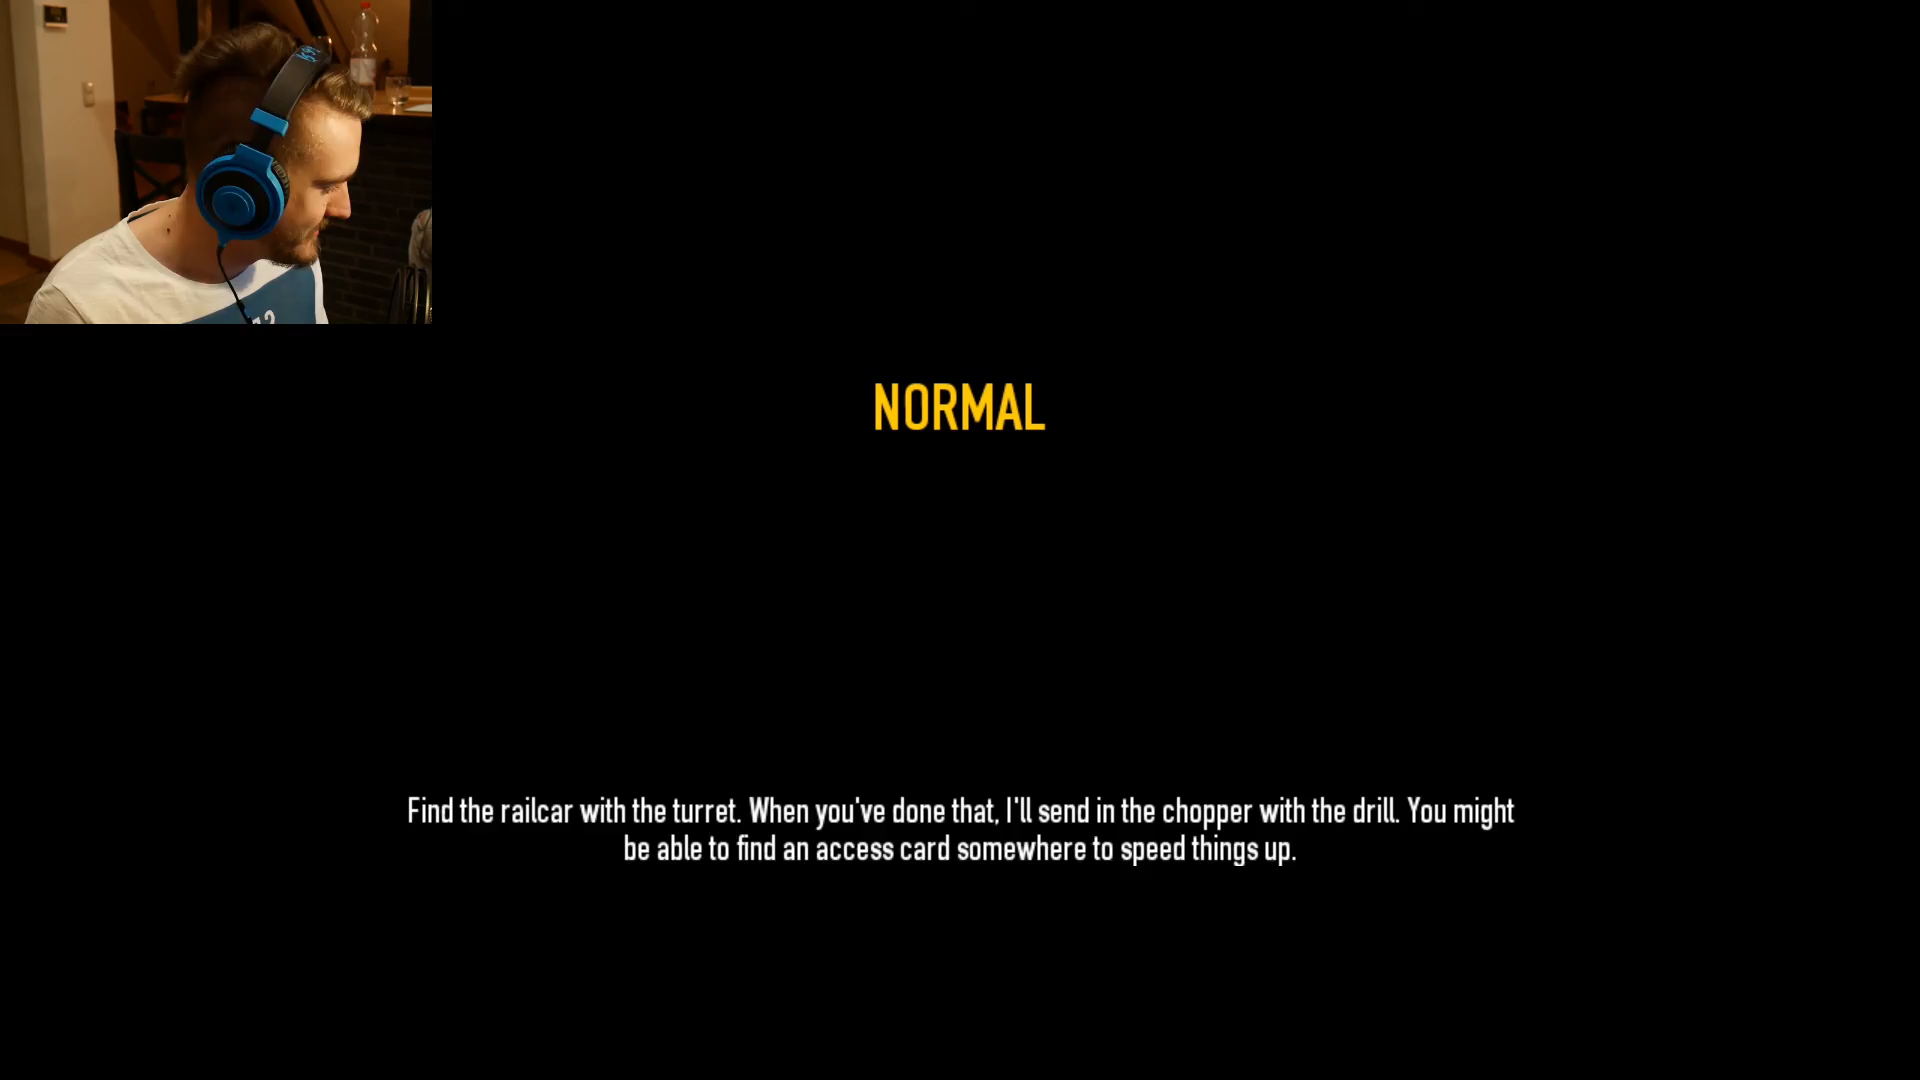 NORMAL
Find the railcar with the turret. When you've done that, I'll send in the chopper with the drill. You might
be able to find an access card somewhere to speed things up.